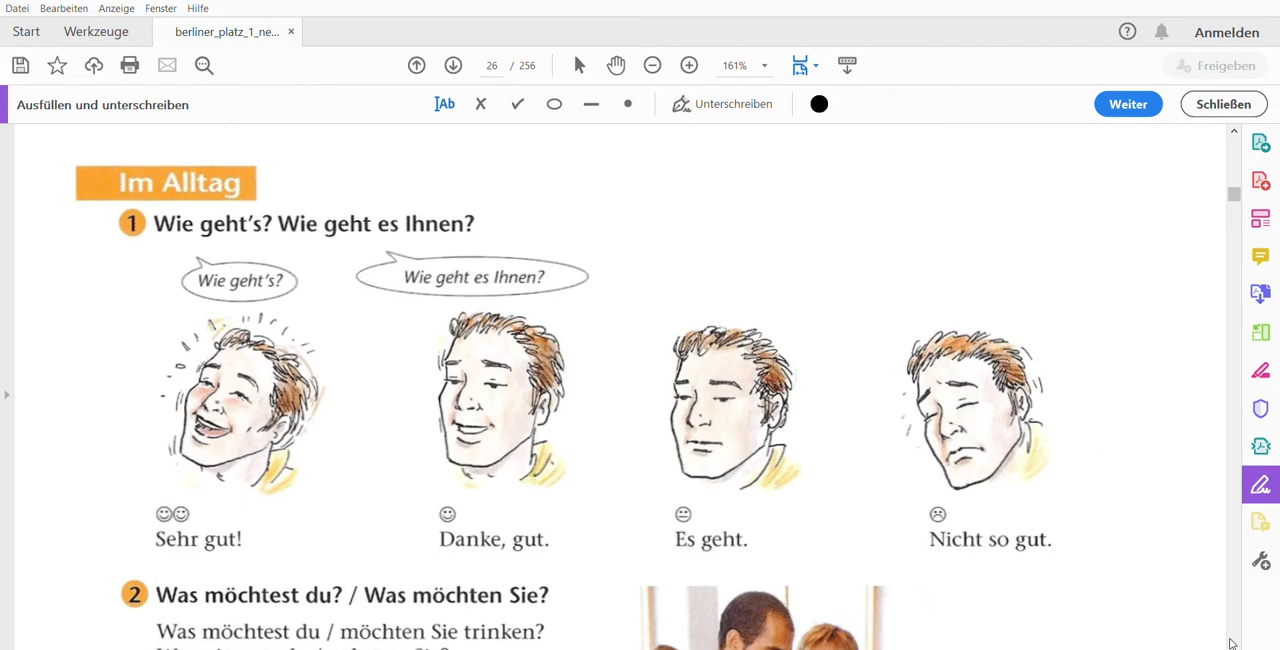 Datei Bearbeiten Anzeige Fenster Hilfe
Start Werkzeuge berliner_platz_1_ne... × Anmelden
26 / 256 161% Freigeben
Ausfüllen und unterschreiben Ab Unterschreiben Weiter Schließen
Im Alltag
1 Wie geht's? Wie geht es Ihnen?
Wie geht's? Wie geht es Ihnen?
Sehr gut! Danke, gut. Es geht. Nicht so gut.
2 Was möchtest du? / Was möchten Sie?
Was möchtest du / möchten Sie trinken?